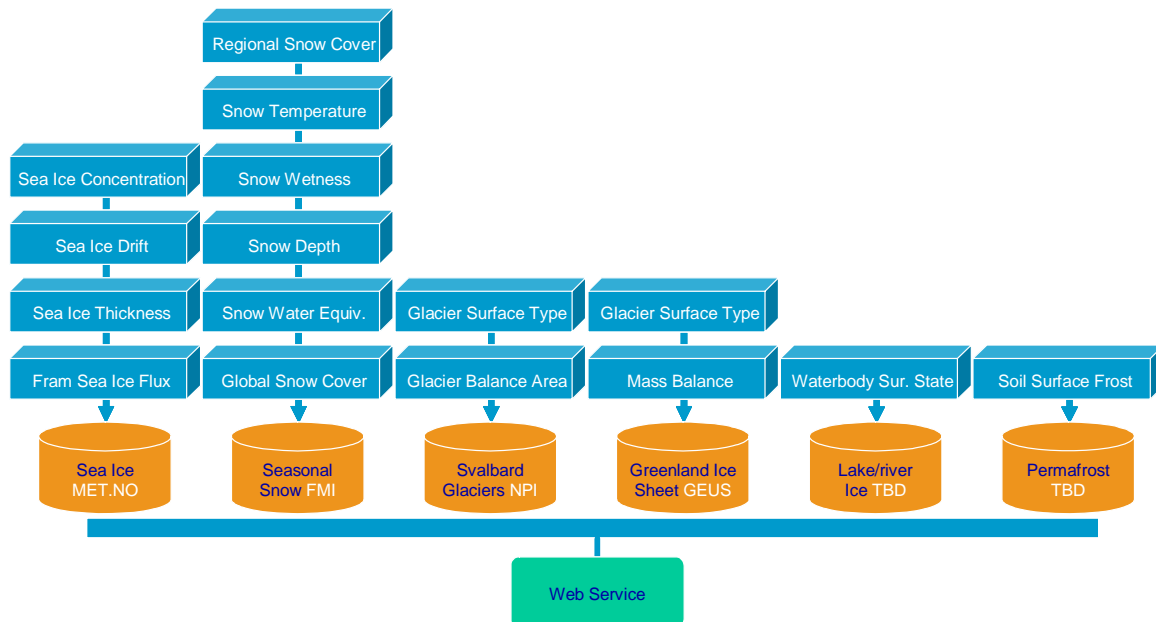 Regional Snow Cover
Snow Temperature
Sea Ice Concentration
Snow Wetness
Sea Ice Drift
Snow Depth
Sea Ice Thickness
Snow Water Equiv.
Glacier Surface Type
Glacier Surface Type
Fram Sea Ice Flux
Global Snow Cover
Glacier Balance Area
Mass Balance
Waterbody Sur. State
Soil Surface Frost
Sea Ice
MET.NO
Seasonal
Snow FMI
Svalbard
Glaciers NPI
Greenland Ice
Sheet GEUS
Lake/river
Ice TBD
Permafrost
TBD
Web Service